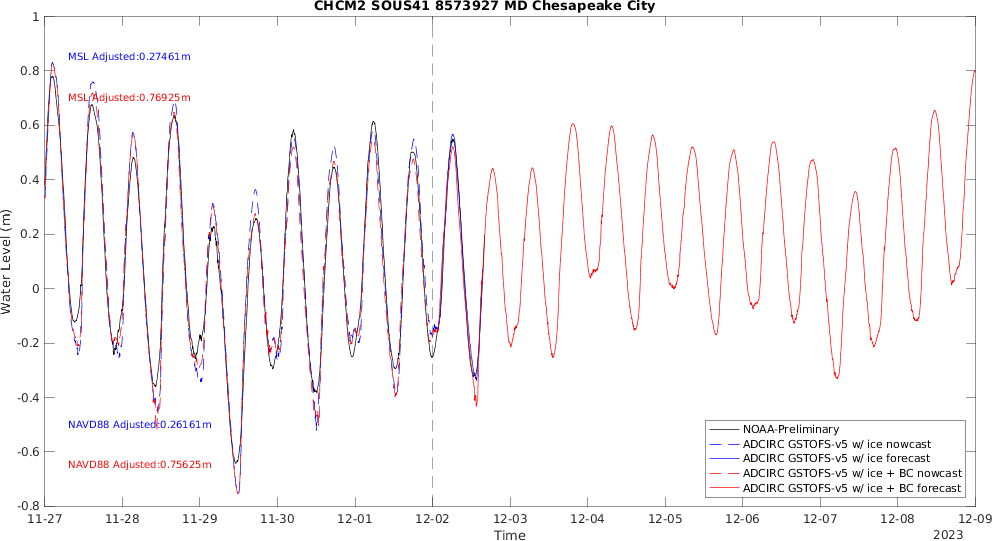 CHCM2 SOUS41 8573927 MD Chesapeake City
Water Level (m)
1
0.8
0.6
0.4
0.2
0
-0.2
-0.4
-0.6
-0.8
MSL Adjusted:0.27461m
MSL Adjusted:0.76925m
NAVD88 Adjusted:0.26161m
NAVD88 Adjusted:0.75625m
NOAA-Preliminary
ADCIRC GSTOFS-v5 w/ ice nowcast
ADCIRC GSTOFS-v5 w/ ice forecast
ADCIRC GSTOFS-v5 w/ ice + BC nowcast
ADCIRC GSTOFS-v5 w/ ice + BC forecast
11-27 11-28 11-29 11-30 12-01 12-02 12-03 12-04 12-05 12-06 12-07 12-08 12-09
Time
2023